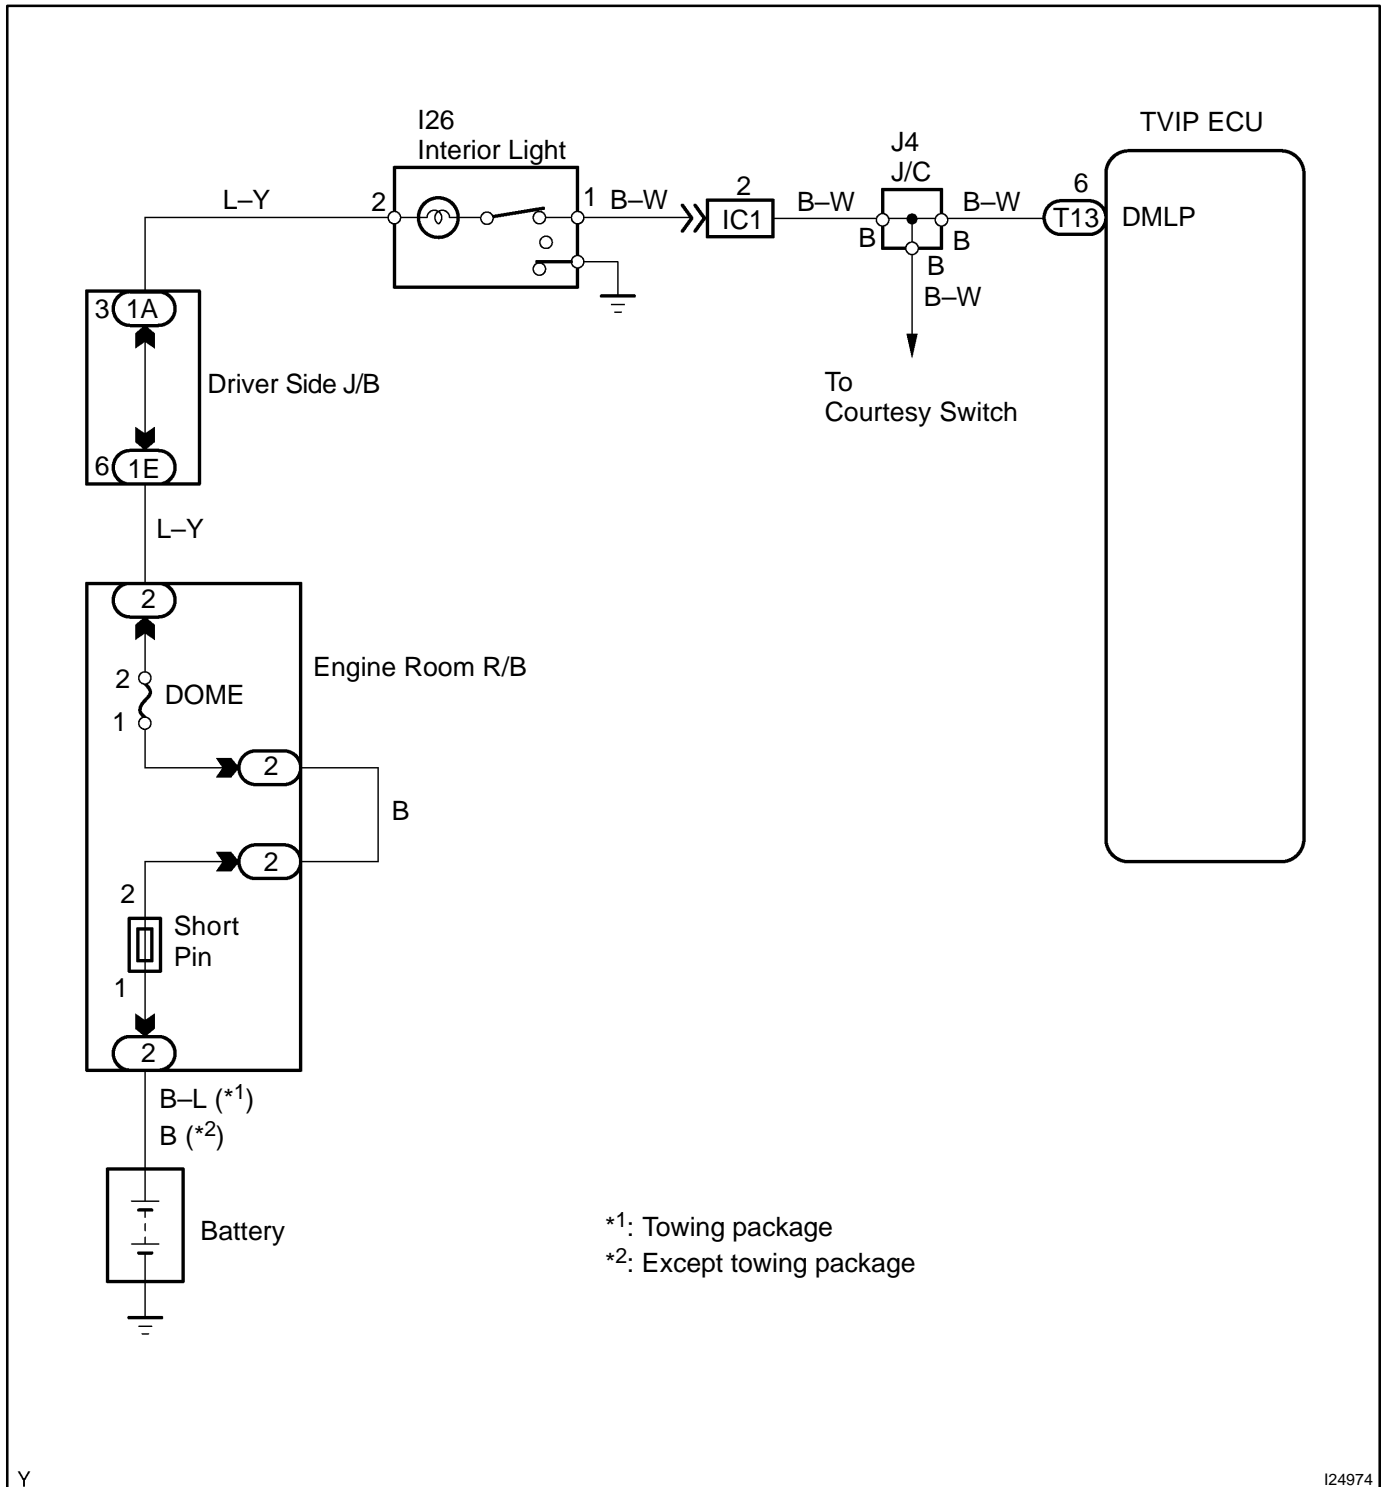 I26
Interior Light
TVIP ECU
J4
J/C
L–Y
2
1
B–W
2
IC1
B–W
B
B
B
B–W
6
T13
DMLP
B–W
To
Courtesy Switch
3
1A
Driver Side J/B
6
1E
L–Y
2
Engine Room R/B
2
DOME
1
2
B
2
2
Short
Pin
1
2
B–L (*1)
B (*2)
Battery
*1: Towing package
*2: Except towing package
Y
I24974